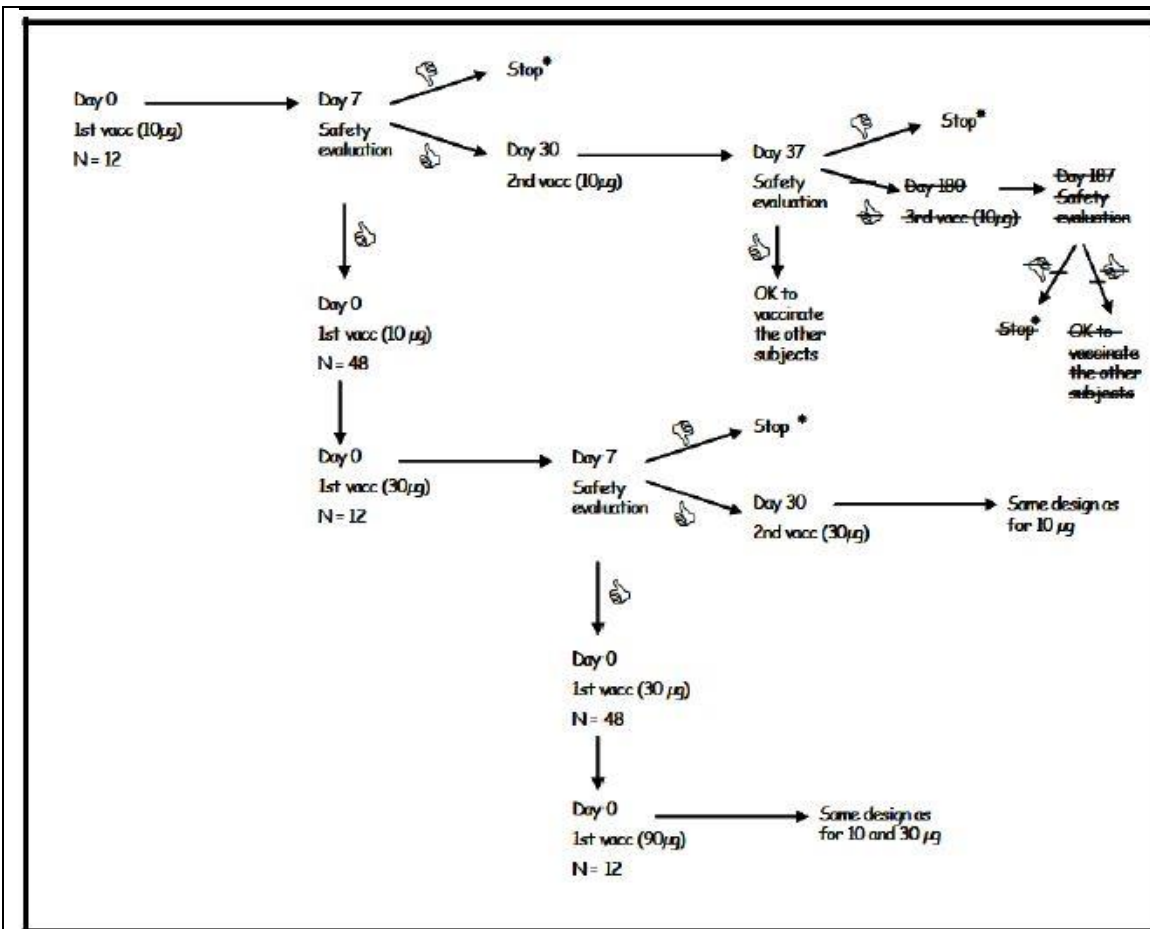 Stop*
Day 0
1st vacc (10µg)
N = 12
Day 7
Safety
evaluation
Day 30
2nd vacc (10µg)
Day 37
Safety
evaluation
Stop*
Day 180
3rd vacc (10µg)
Day 187
Safety
evaluation
Stop*
OK to
vaccinate
the other
subjects
OK to
vaccinate
the other
subjects
Day 0
1st vacc (10 µg)
N = 48
Day 0
1st vacc (30µg)
N = 12
Day 7
Safety
evaluation
Stop *
Day 30
2nd vacc (30µg)
Same design as
for 10 µg
Day 0
1st vacc (30 µg)
N = 48
Day 0
1st vacc (90µg)
N = 12
Same design as
for 10 and 30 µg